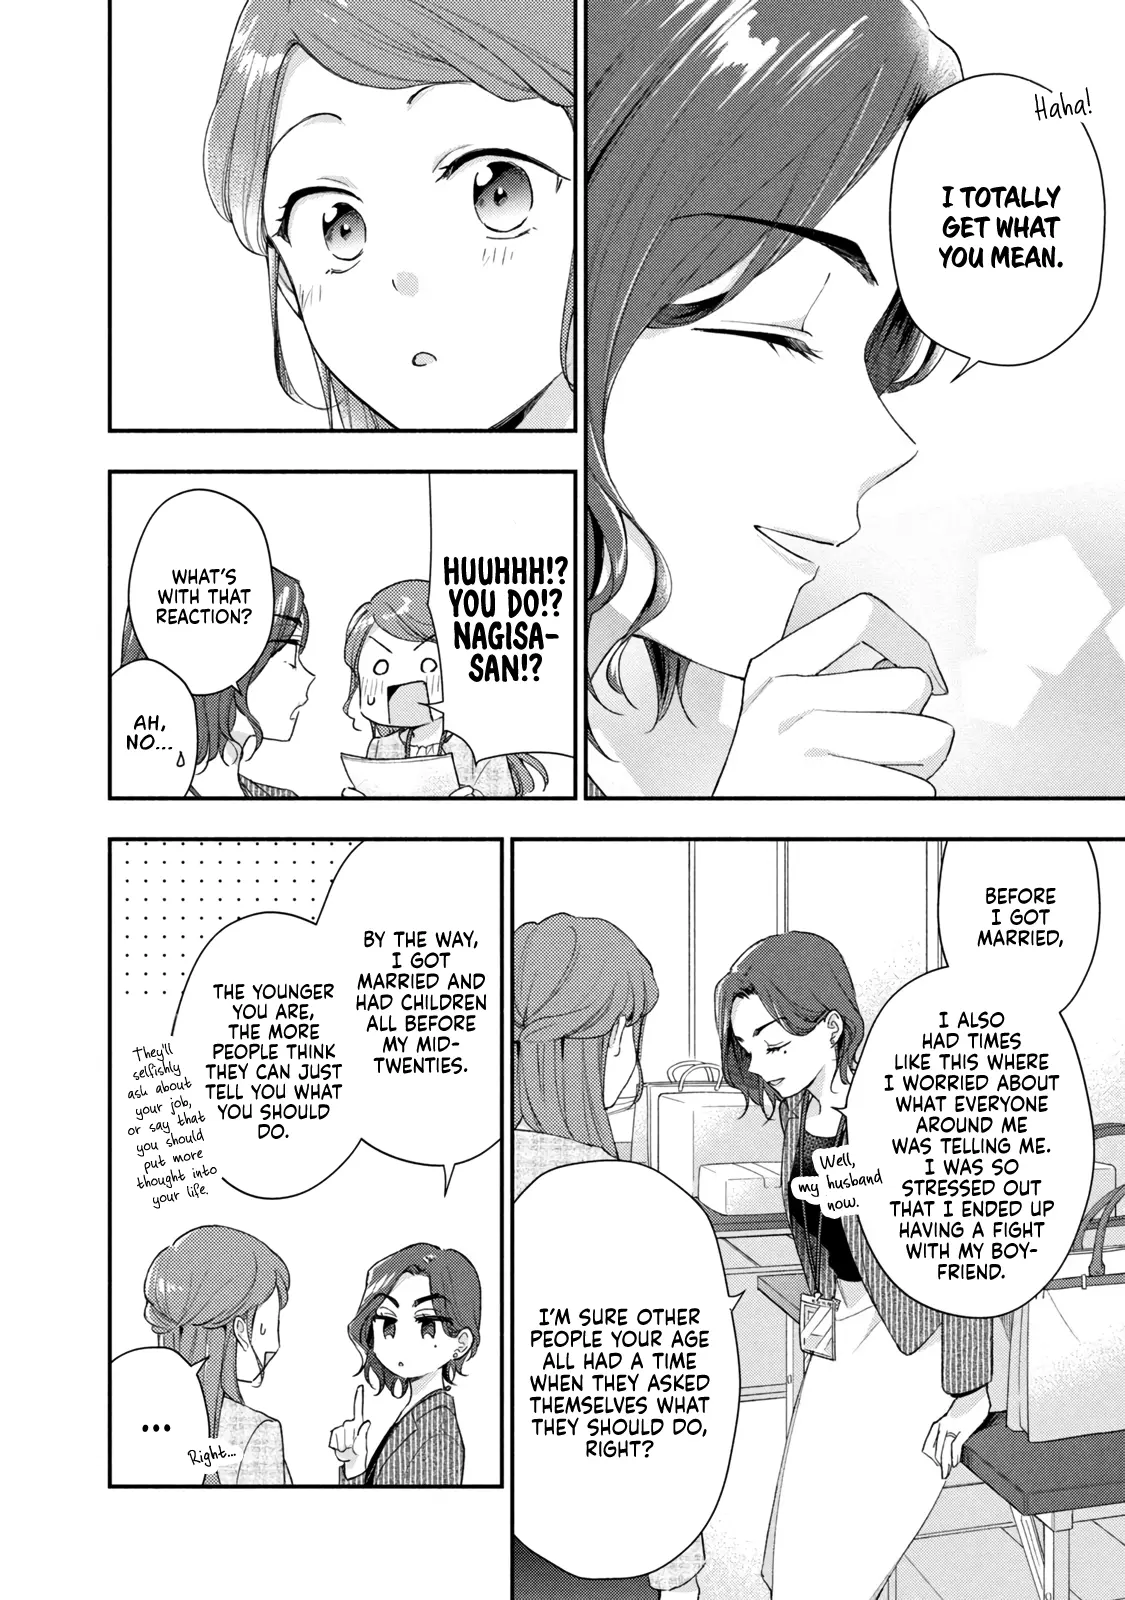 Haha!
I TOTALLY
GET WHAT
YOU MEAN.
HUUHHH!?
YOU DO!?
NAGISA-
SAN!?
WHAT'S
WITH THAT
REACTION?
AH,
NO...
BEFORE
I GOT
MARRIED,
I ALSO
HAD TIMES
LIKE THIS WHERE
I WORRIED ABOUT
WHAT EVERYONE
AROUND ME
WAS TELLING ME.
I WAS SO
STRESSED OUT
THAT I ENDED UP
HAVING A FIGHT
WITH MY BOY-
FRIEND.
Well,
my husband
now.
I'M SURE OTHER
PEOPLE YOUR AGE
ALL HAD A TIME
WHEN THEY ASKED
THEMSELVES WHAT
THEY SHOULD DO,
RIGHT?
BY THE WAY,
I GOT
MARRIED AND
HAD CHILDREN
ALL BEFORE
MY MID-
TWENTIES.
THE YOUNGER
YOU ARE,
THE MORE
PEOPLE THINK
THEY CAN JUST
TELL YOU WHAT
YOU SHOULD
DO.
They'll
selfishly
ask about
your job,
or say that
you should
put more
thought into
your life.
...
Right...